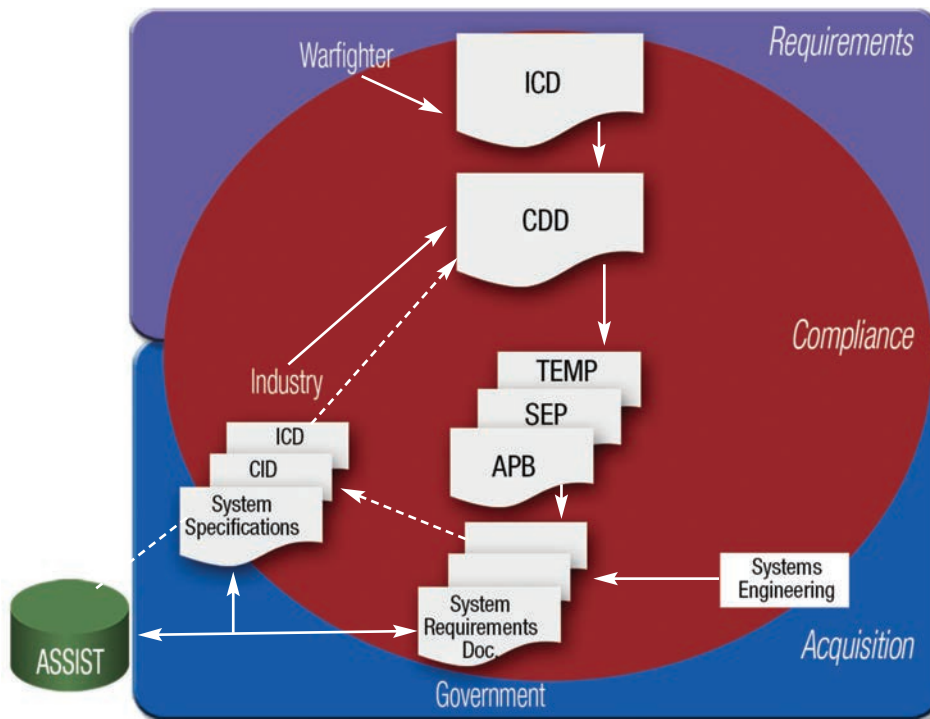 Requirements
Warfighter
ICD
CDD
Compliance
Industry
TEMP
SEP
APB
ICD
CID
System
Specifications
Systems
Engineering
System
Requirements
Doc.
ASSIST
Acquisition
Government